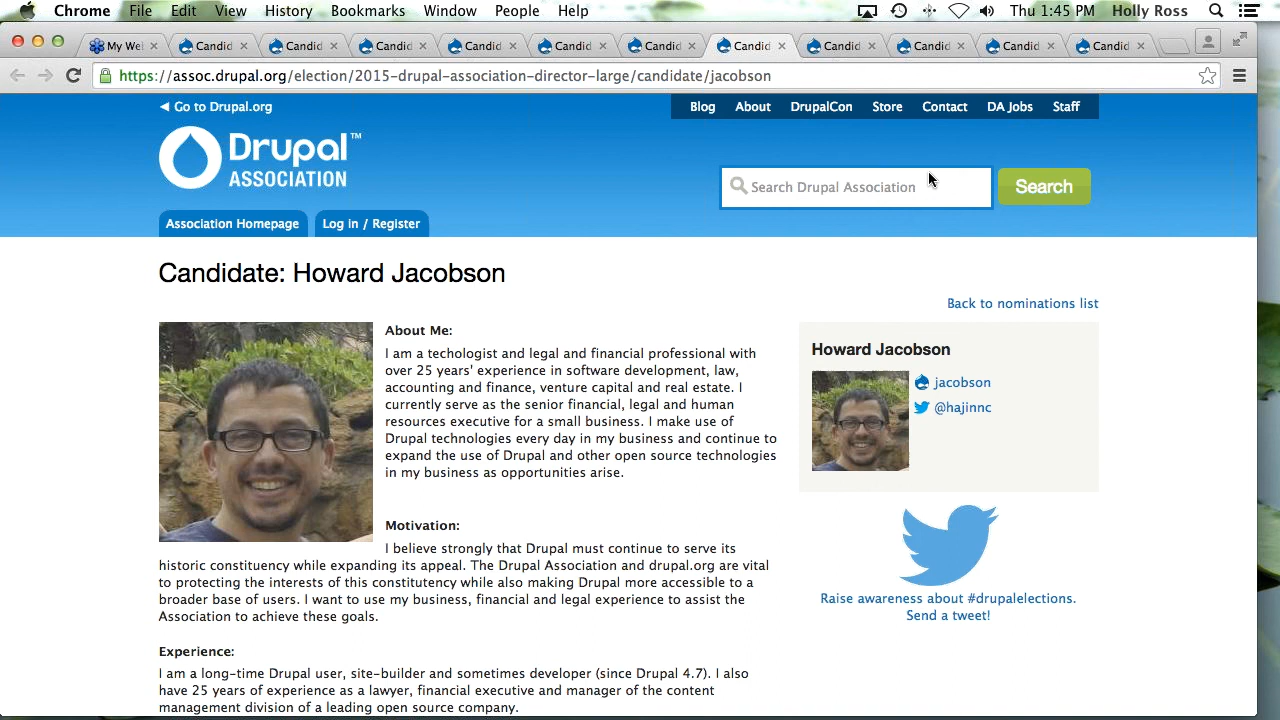 Chrome File Edit View History Bookmarks Window People Help Thu 1:45 PM Holly Ross
My Wel Candid Candid Candid Candid Candid Candid Candid Candid Candid Candid Candid
https://assoc.drupal.org/election/2015-drupal-association-director-large/candidate/jacobson
Go to Drupal.org Blog About DrupalCon Store Contact DA Jobs Staff
Drupal™
ASSOCIATION
Search Drupal Association Search
Association Homepage Log in / Register
Candidate: Howard Jacobson
Back to nominations list
About Me:
I am a techologist and legal and financial professional with
over 25 years' experience in software development, law,
accounting and finance, venture capital and real estate. I
currently serve as the senior financial, legal and human
resources executive for a small business. I make use of
Drupal technologies every day in my business and continue to
expand the use of Drupal and other open source technologies
in my business as opportunities arise.
Motivation:
I believe strongly that Drupal must continue to serve its
historic constituency while expanding its appeal. The Drupal Association and drupal.org are vital
to protecting the interests of this constitutency while also making Drupal more accessible to a
broader base of users. I want to use my business, financial and legal experience to assist the
Association to achieve these goals.
Experience:
I am a long-time Drupal user, site-builder and sometimes developer (since Drupal 4.7). I also
have 25 years of experience as a lawyer, financial executive and manager of the content
management division of a leading open source company.
Howard Jacobson
jacobson
@hajinnc
Raise awareness about #drupalelections.
Send a tweet!